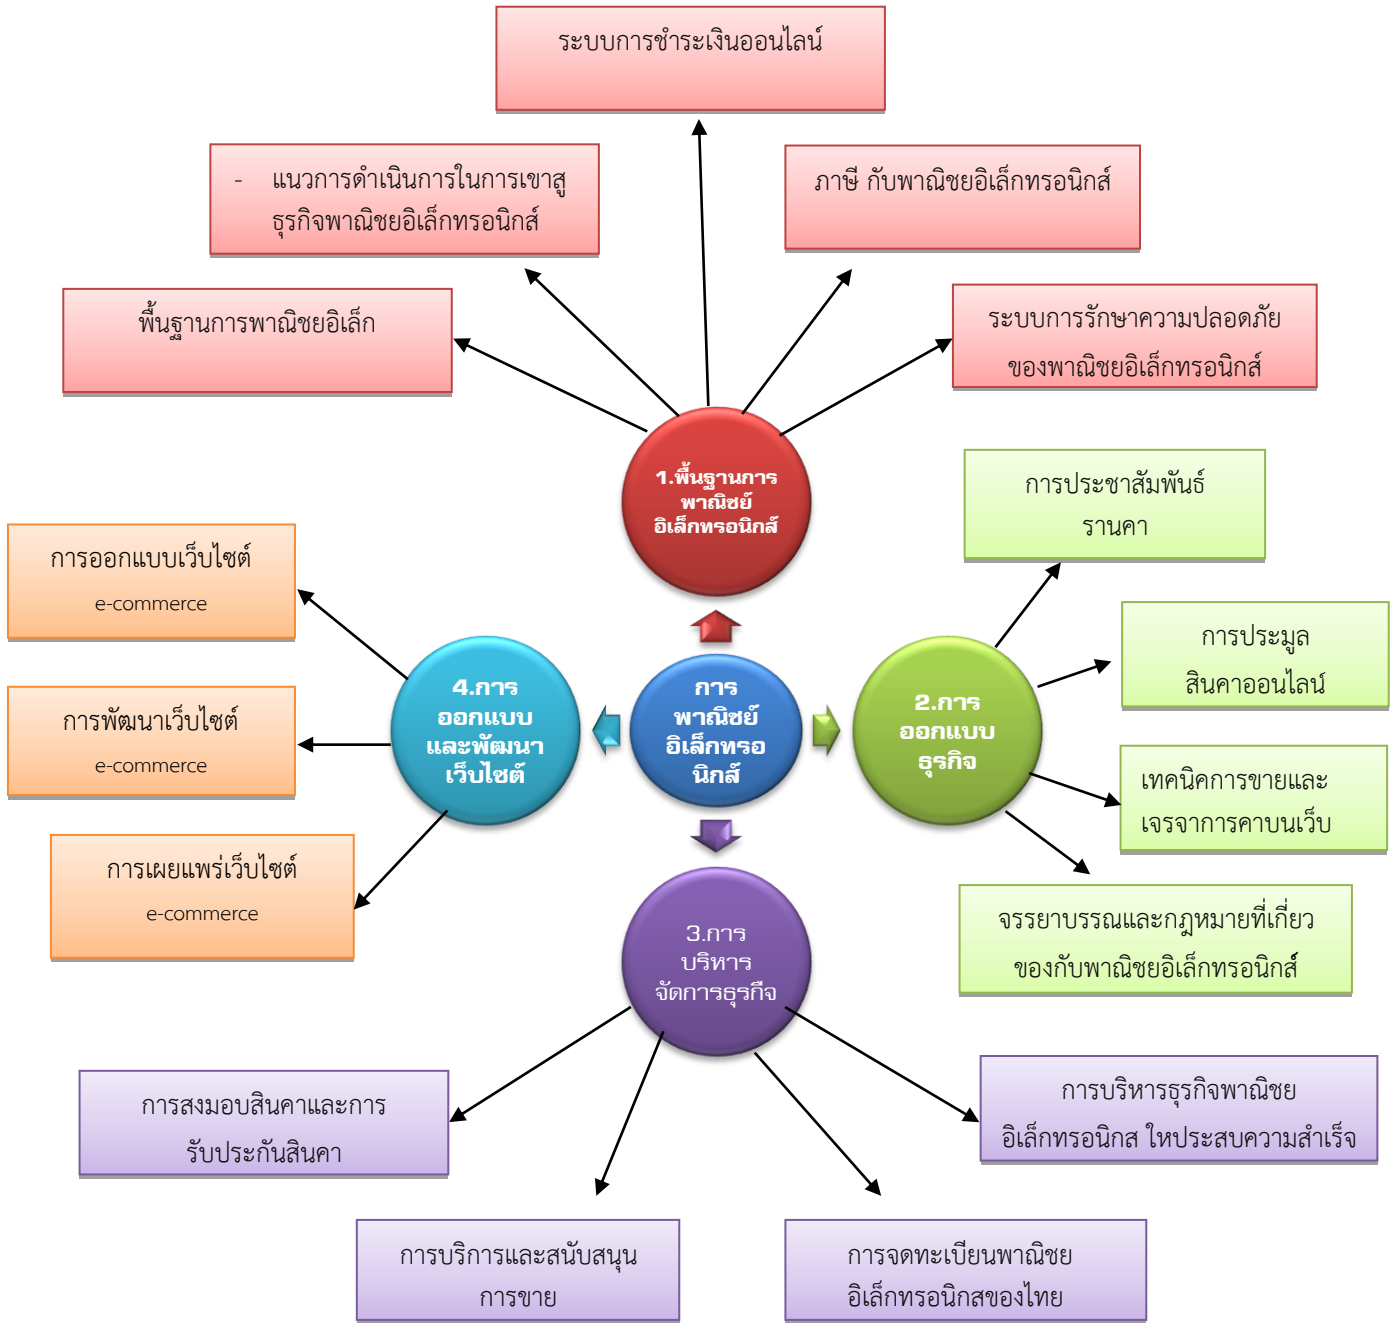 ระบบการชำระเงินออนไลน์
- แนวการดำเนินการในการเขาสู
ธุรกิจพาณิชยอิเล็กทรอนิกส์
ภาษี กับพาณิชยอิเล็กทรอนิกส์
พื้นฐานการพาณิชยอิเล็ก
ระบบการรักษาความปลอดภัย
ของพาณิชยอิเล็กทรอนิกส์
1.พื้นฐานการ
พาณิชย์
อิเล็กทรอนิกส์
การประชาสัมพันธ์
รานคา
การออกแบบเว็บไซต์
e-commerce
การประมูล
สินคาออนไลน์
4.การ
ออกแบบ
และพัฒนา
เว็บไซต์
การ
พาณิชย์
อิเล็กทรอ
นิกส์
2.การ
ออกแบบ
ธุรกิจ
การพัฒนาเว็บไซต์
e-commerce
เทคนิคการขายและ
เจรจาการคาบนเว็บ
การเผยแพร่เว็บไซต์
e-commerce
จรรยาบรรณและกฎหมายที่เกี่ยว
ของกับพาณิชยอิเล็กทรอนิกส์
3.การ
บริหาร
จัดการธุรกืจ
การสงมอบสินคาและการ
รับประกันสินคา
การบริหารธุรกิจพาณิชย
อิเล็กทรอนิกส ใหประสบความสำเร็จ
การบริการและสนับสนุน
การขาย
การจดทะเบียนพาณิชย
อิเล็กทรอนิกสของไทย